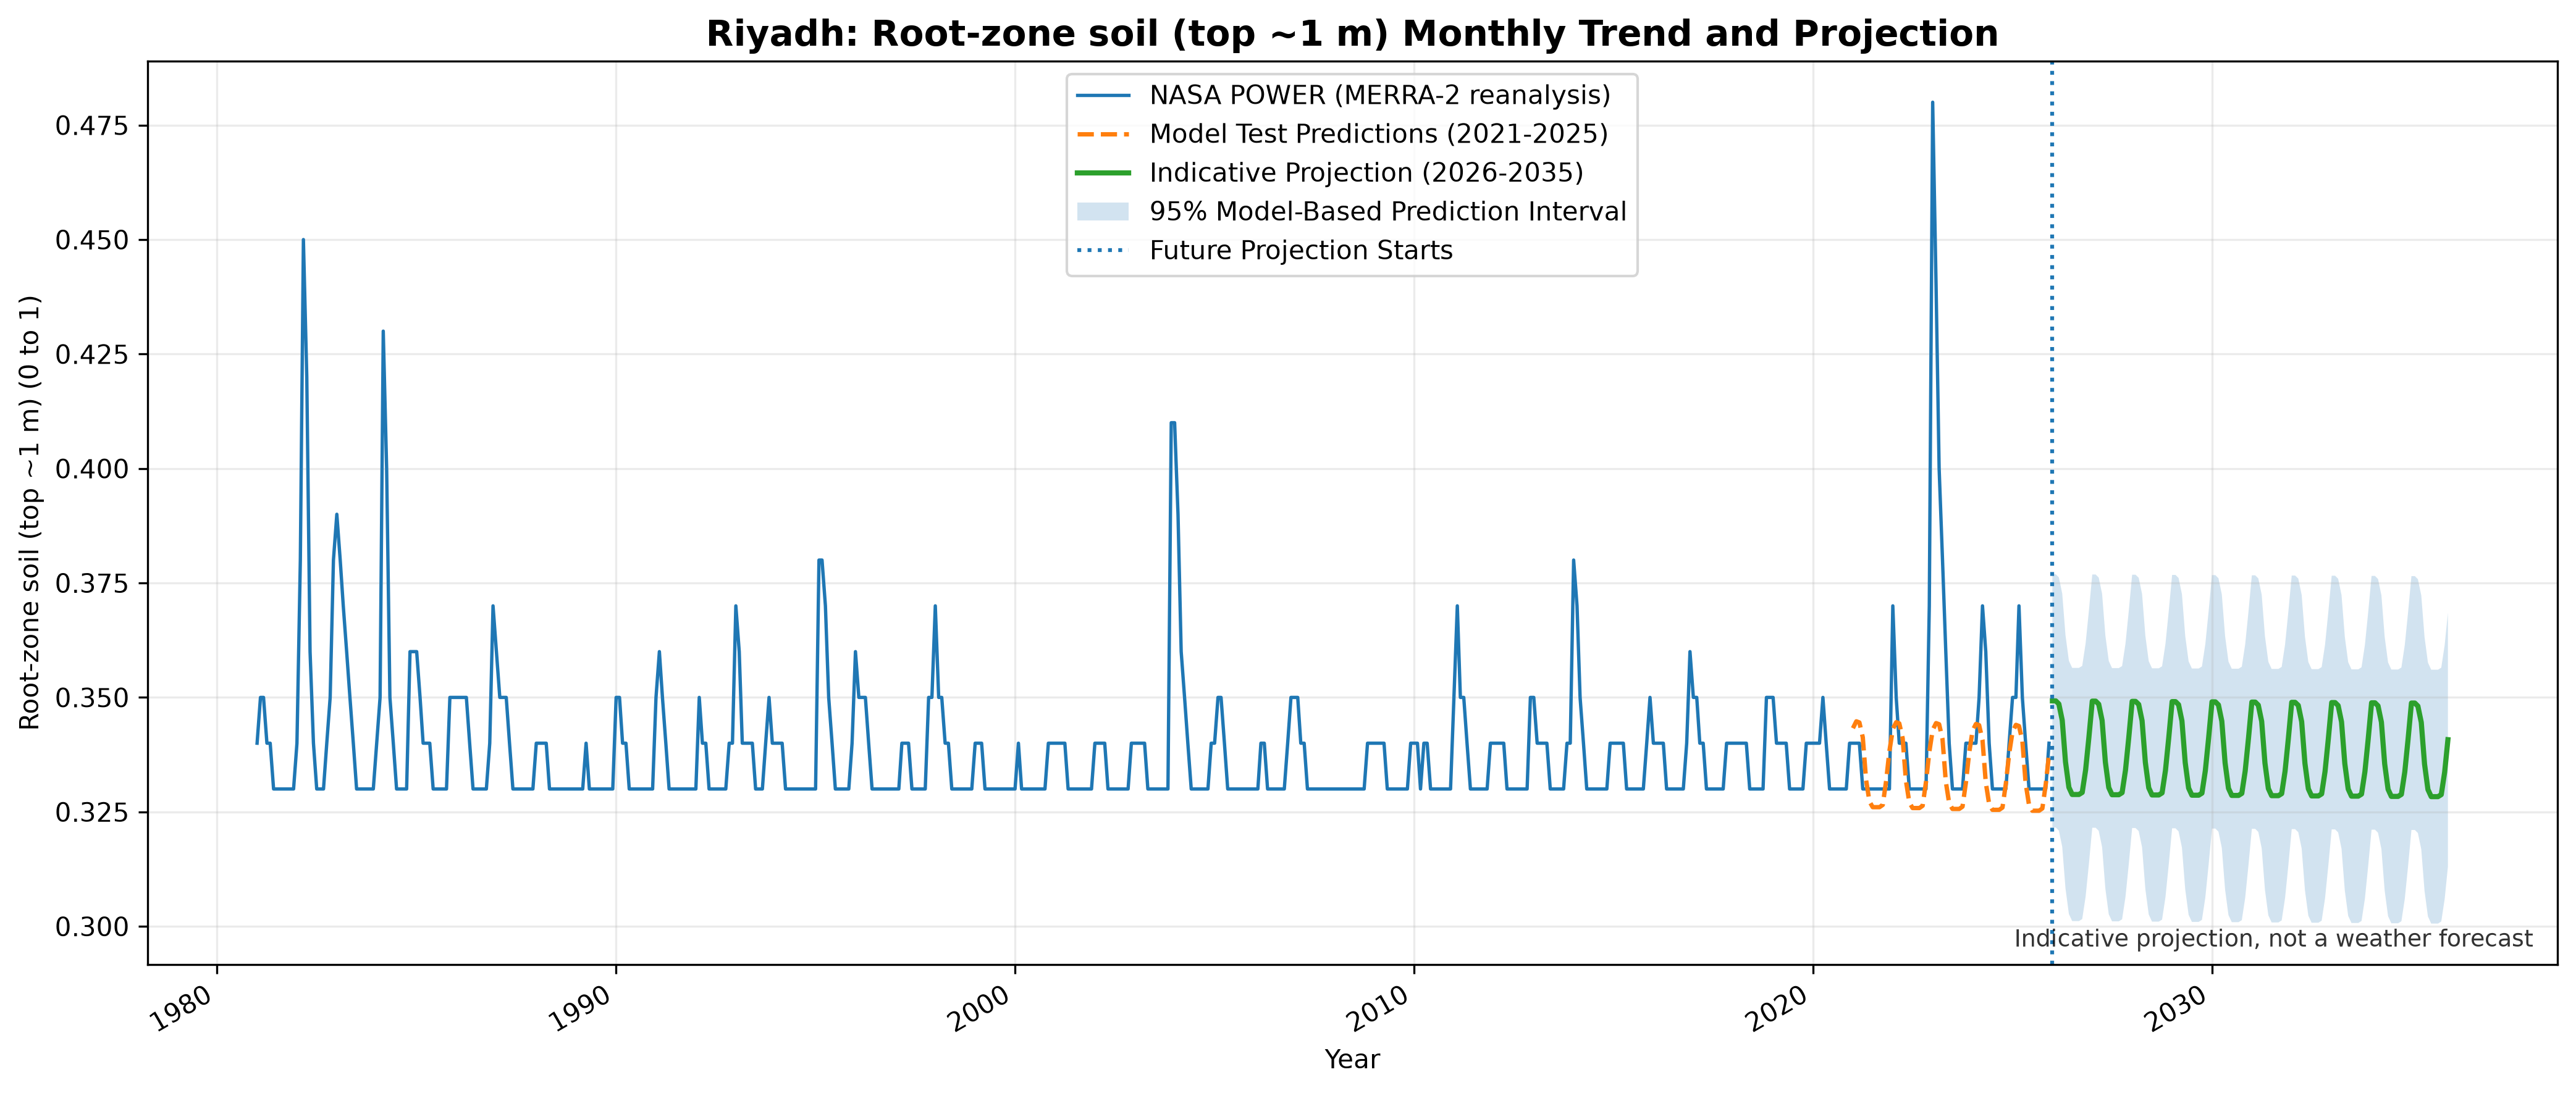 Riyadh: Root-zone soil (top ~1 m) Monthly Trend and Projection
NASA POWER (MERRA-2 reanalysis)
Model Test Predictions (2021-2025)
Indicative Projection (2026-2035)
95% Model-Based Prediction Interval
Future Projection Starts
Root-zone soil (top ~1 m) (0 to 1)
0.475
0.450
0.425
0.400
0.375
0.350
0.325
0.300
Indicative projection, not a weather forecast
1980
1990
2000
2010
2020
2030
Year